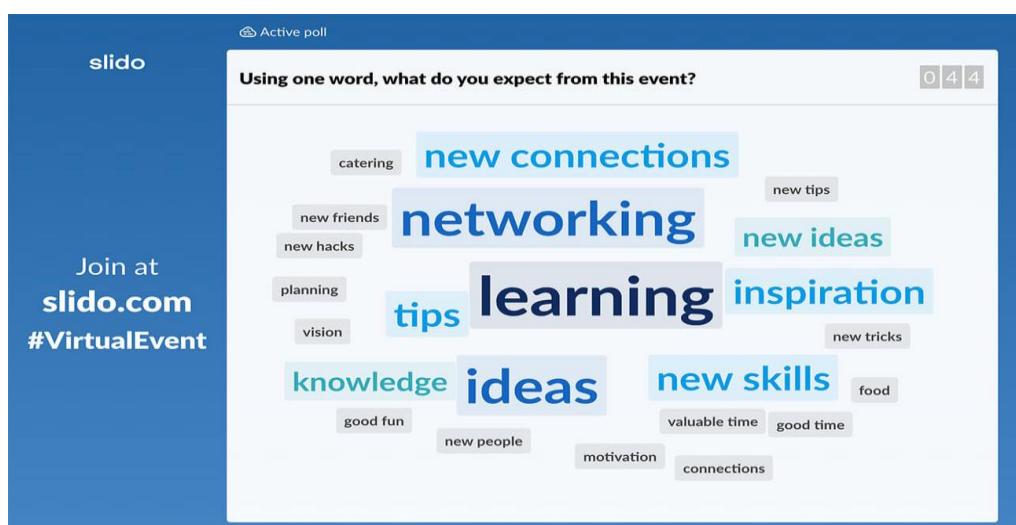 Active poll
slido
Using one word, what do you expect from this event?
044
catering
new connections
new tips
new friends
networking
new hacks
new ideas
planning
tips
learning
inspiration
vision
new tricks
Join at
slido.com
#VirtualEvent
knowledge
ideas
new skills
food
good fun
valuable time
good time
new people
motivation
connections